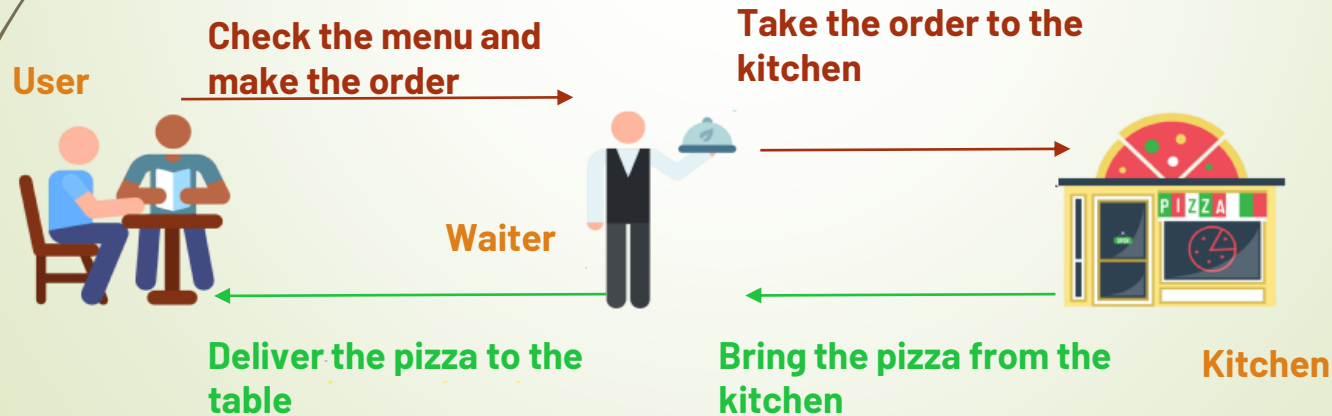 Check the menu and
make the order
Take the order to the
kitchen
User
Waiter
PIZZA
OPEN
Deliver the pizza to the
table
Bring the pizza from the
kitchen
Kitchen